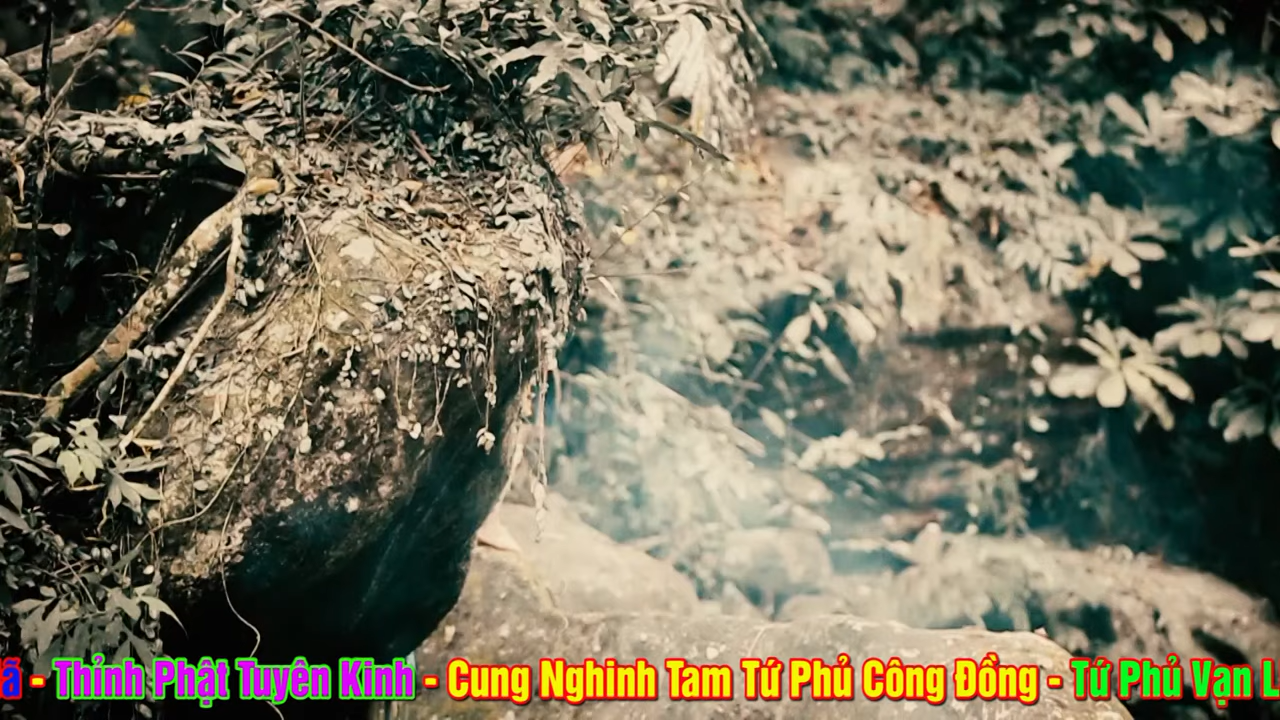 ã - Thỉnh Phật Tuyên Kinh - Cung Nghinh Tam Tứ Phủ Công Đồng - Tứ Phủ Vạn L